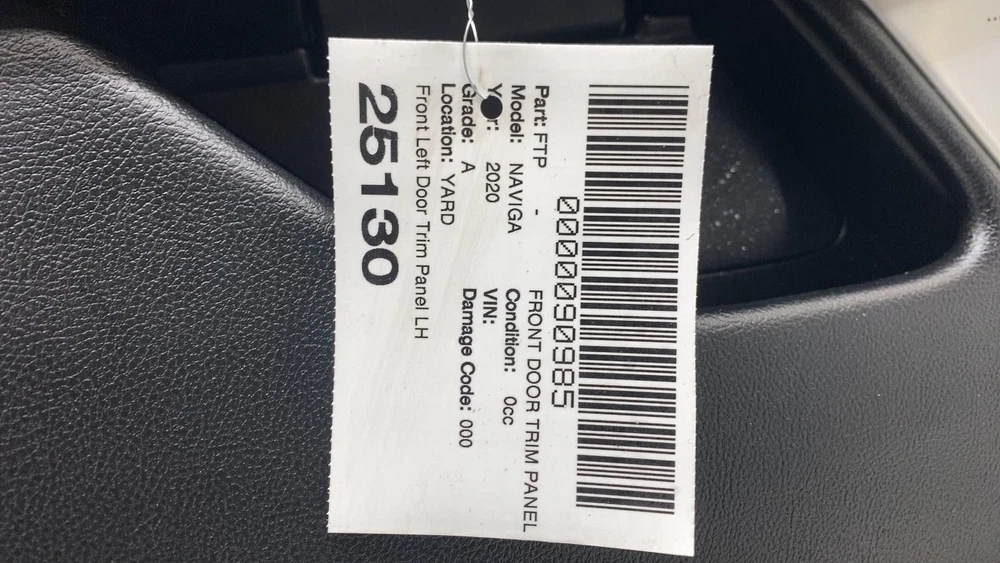 0000090985
Part: FTP - FRONT DOOR TRIM PANEL
Model: NAVIGA Condition: 0cc
Year: 2020 VIN:
Grade: A Damage Code: 000
Location: YARD
Front Left Door Trim Panel LH
25130